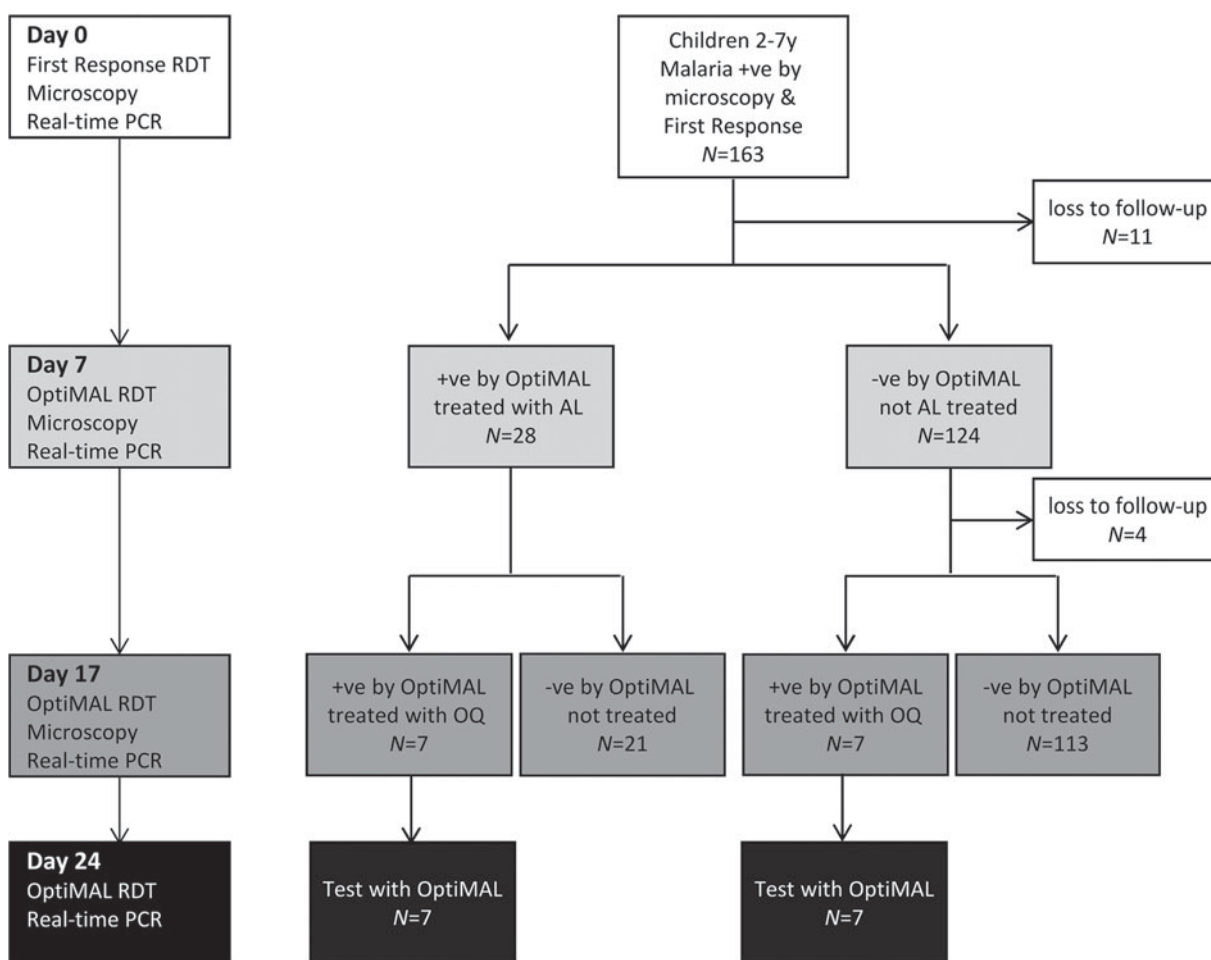 Day 0
First Response RDT
Microscopy
Real-time PCR
Children 2-7y
Malaria +ve by
microscopy &
First Response
N=163
loss to follow-up
N=11
Day 7
OptiMAL RDT
Microscopy
Real-time PCR
+ve by OptiMAL
treated with AL
N=28
-ve by OptiMAL
not AL treated
N=124
loss to follow-up
N=4
Day 17
OptiMAL RDT
Microscopy
Real-time PCR
+ve by OptiMAL
treated with OQ
N=7
-ve by OptiMAL
not treated
N=21
+ve by OptiMAL
treated with OQ
N=7
-ve by OptiMAL
not treated
N=113
Day 24
OptiMAL RDT
Real-time PCR
Test with OptiMAL
N=7
Test with OptiMAL
N=7